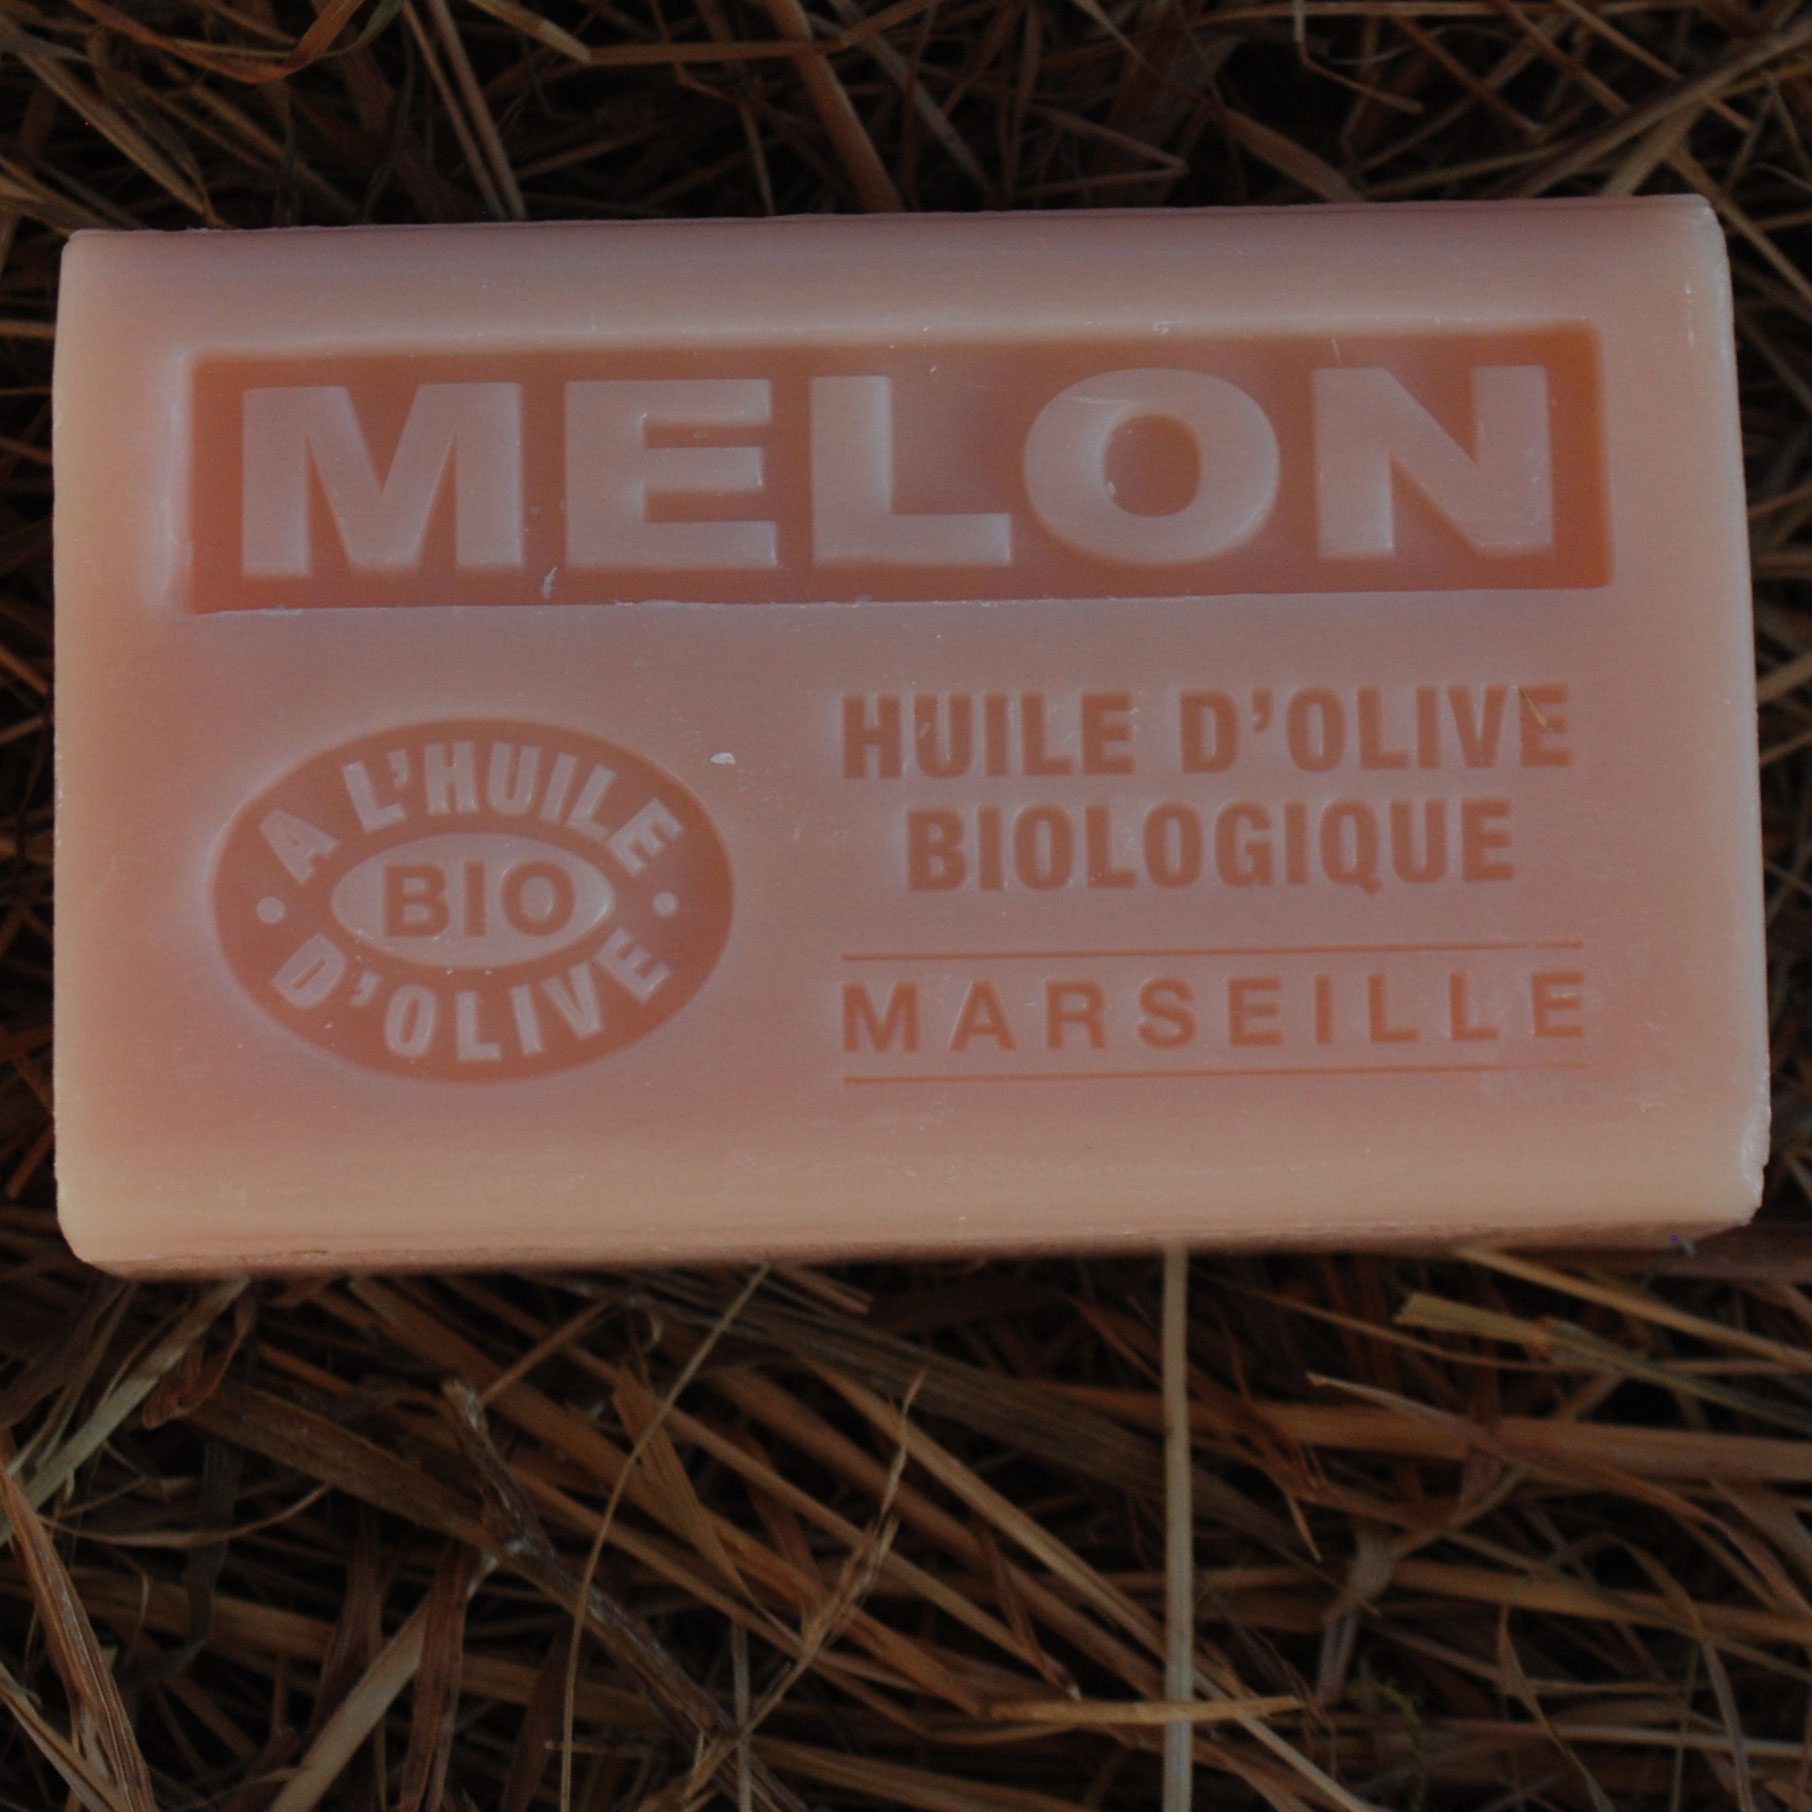 MELON
A L'HUILE
BIO
D'OLIVE
HUILE D'OLIVE
BIOLOGIQUE
MARSEILLE